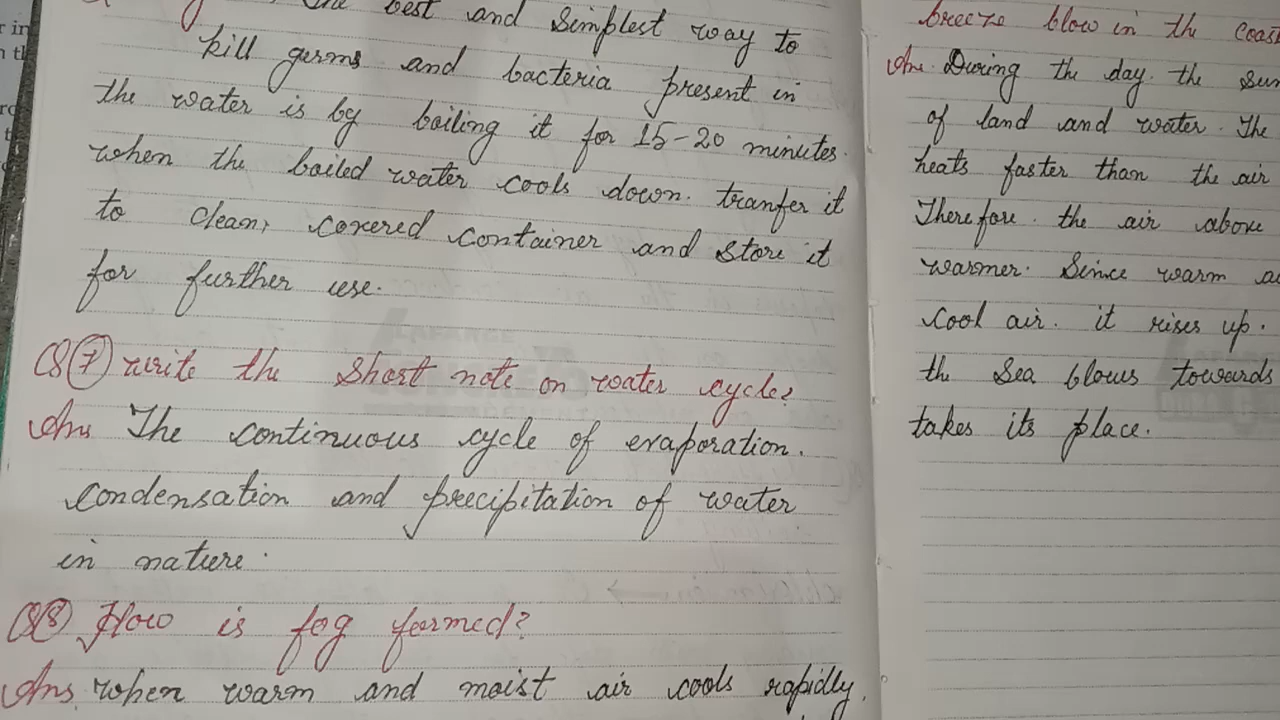 the best and simplest way to
kill germs and bacteria present in
the water is by boiling it for 15-20 minutes.
when the boiled water cools down. tranfer it
to clean, covered container and store it
for further use.
Q7 write the short note on water cycle?
Ans The continuous cycle of evaporation.
condensation and precipitation of water
in nature.
Q8 How is fog formed?
Ans when warm and moist air cools rapidly.
breeze blow in the
Ans. During the day. the Sun
of land and water. The
heats faster than the air
Therefore. the air above
warmer. Since warm
cool air. it rises up.
the Sea blows towards
takes its place.